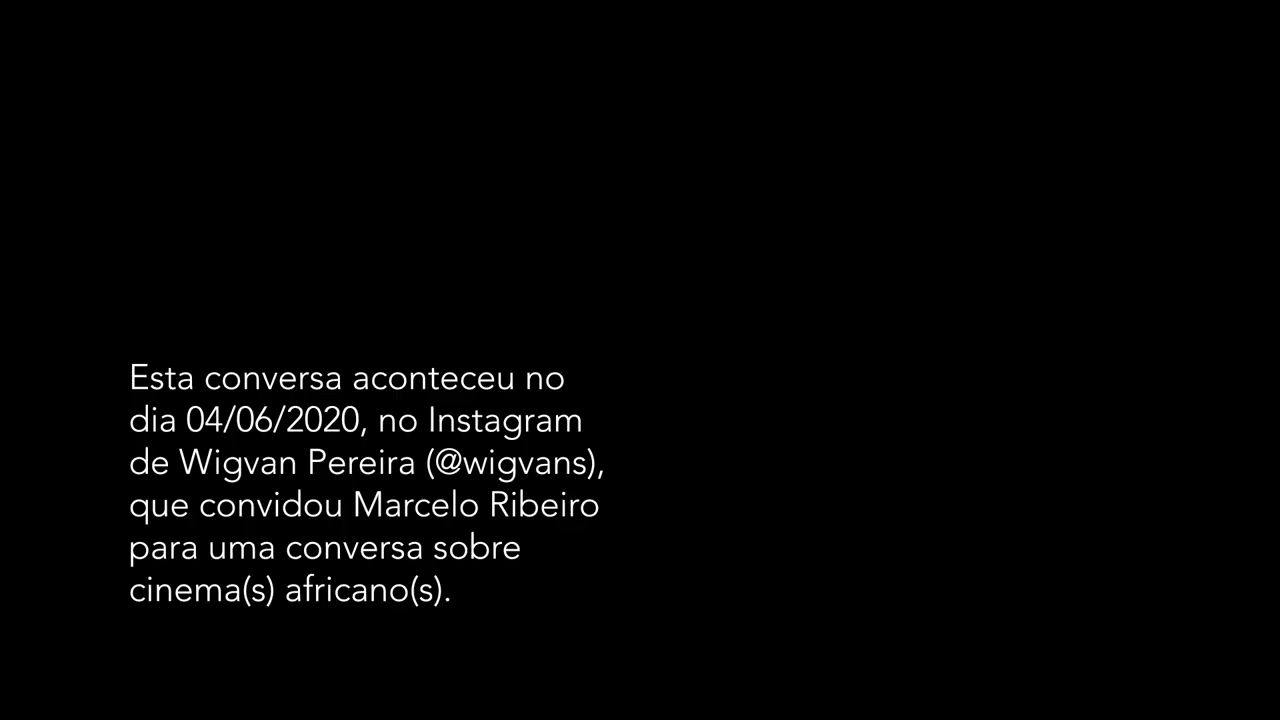 Esta conversa aconteceu no
dia 04/06/2020, no Instagram
de Wigvan Pereira (@wigvans),
que convidou Marcelo Ribeiro
para uma conversa sobre
cinema(s) africano(s).